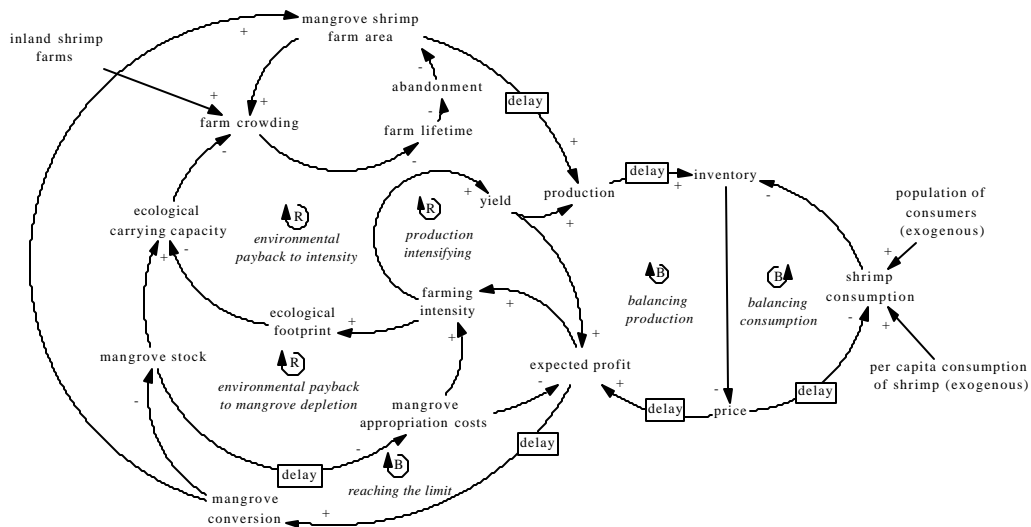 mangrove shrimp
farm area
+
inland shrimp
farms
-
abandonment
delay
+
+
-
farm crowding
farm lifetime
-
-
+
delay
inventory
+
+
yield
production
+
-
population of
consumers
(exogenous)
ecological
carrying capacity
R
environmental
payback to intensity
R
production
intensifying
-
+
+
shrimp
consumption
B
balancing
production
B
balancing
consumption
farming
intensity
+
ecological
footprint
+
+
-
+
mangrove stock
R
environmental payback
to mangrove depletion
+
expected profit
-
+
per capita consumption
of shrimp (exogenous)
-
mangrove
appropriation costs
-
delay
price
delay
-
delay
B
reaching the limit
delay
mangrove
conversion
+